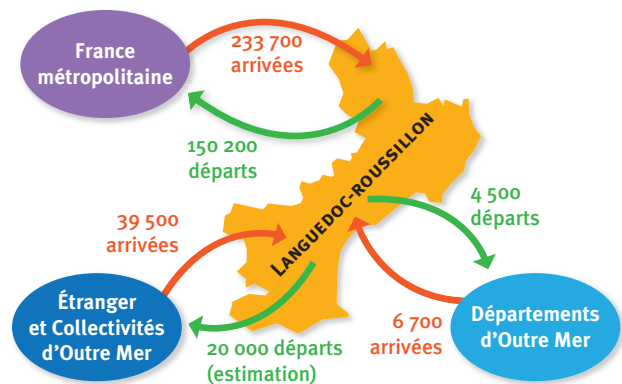 France
métropolitaine
233 700
arrivées
150 200
départs
LANGUEDOC-ROUSSILLON
4 500
départs
39 500
arrivées
Étranger
et Collectivités
d'Outre Mer
20 000 départs
(estimation)
6 700
arrivées
Départements
d'Outre Mer